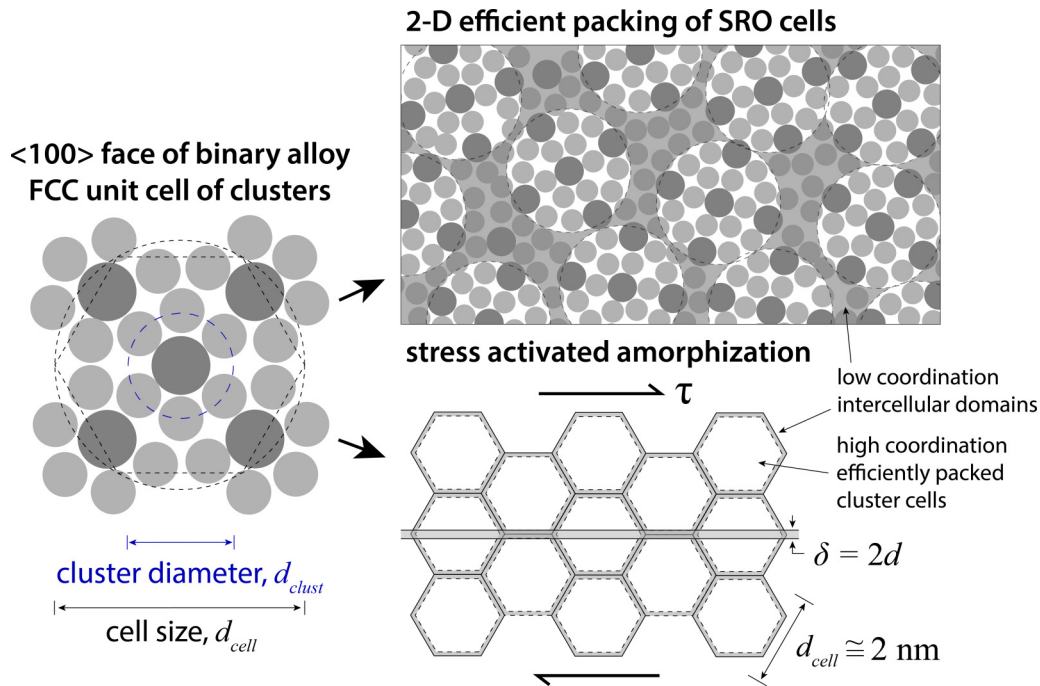 2-D efficient packing of SRO cells
<100> face of binary alloy
FCC unit cell of clusters
cluster diameter, d_clust
cell size, d_cell
stress activated amorphization
τ
low coordination
intercellular domains
high coordination
efficiently packed
cluster cells
δ = 2d
d_cell ≅ 2 nm